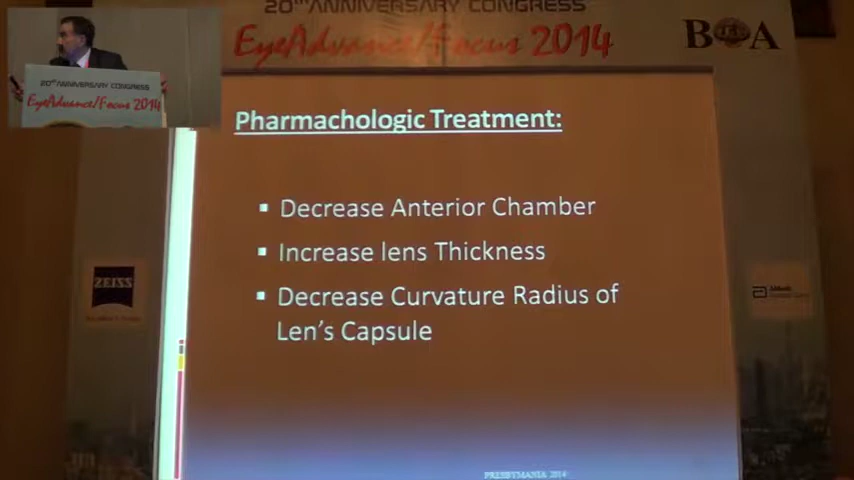 20TH ANNIVERSARY CONGRESS
EyeAdvance/Focus 2014
BOA
20TH ANNIVERSARY CONGRESS
EyeAdvance/Focus 2014
Pharmachologic Treatment:
▪ Decrease Anterior Chamber
▪ Increase lens Thickness
▪ Decrease Curvature Radius of
Len's Capsule
ZEISS
Abbott
PRESBYMANIA 2014